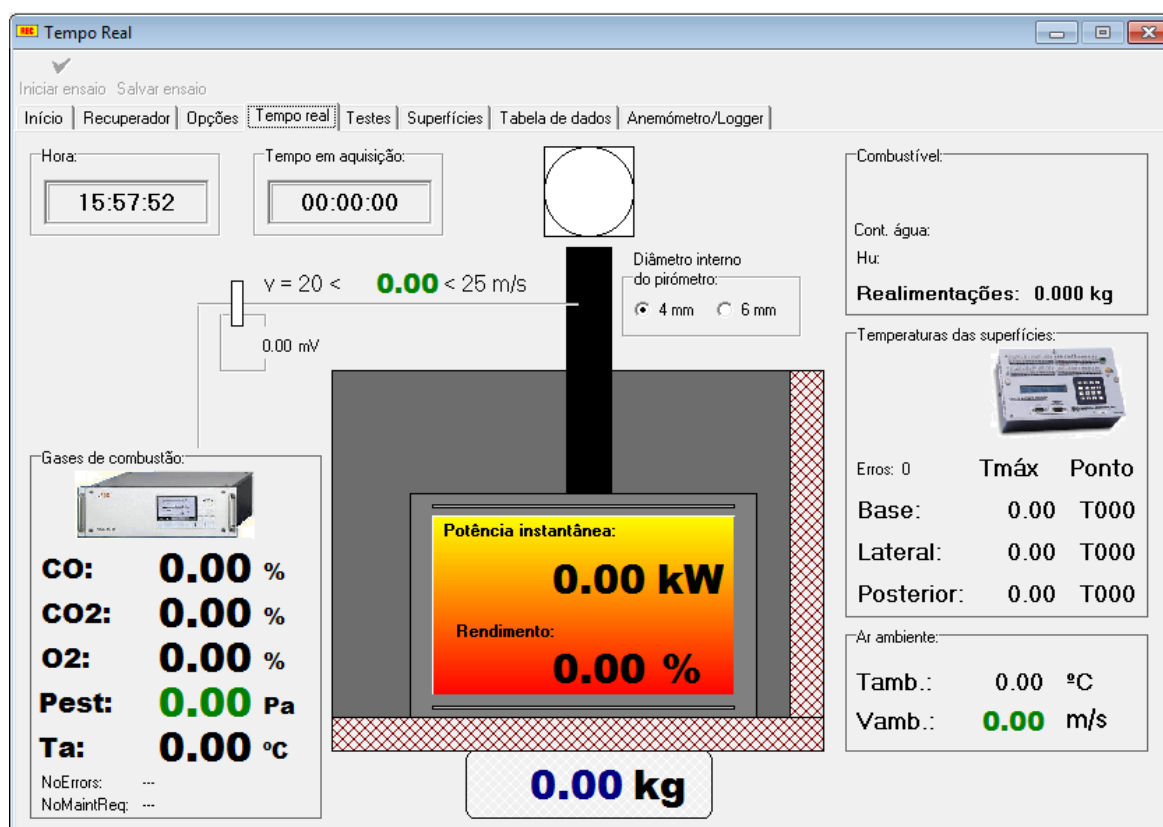 REC Tempo Real
Iniciar ensaio Salvar ensaio
Início Recuperador Opções Tempo real Testes Superfícies Tabela de dados Anemómetro/Logger
Hora:
15:57:52
Tempo em aquisição:
00:00:00
v = 20 < 0.00 < 25 m/s
0.00 mV
Diâmetro interno
do pirómetro:
4 mm 6 mm
Combustível:
Cont. água:
Hu:
Realimentações: 0.000 kg
Temperaturas das superfícies:
Erros: 0 Tmáx Ponto
Base: 0.00 T000
Lateral: 0.00 T000
Posterior: 0.00 T000
Ar ambiente:
Tamb.: 0.00 ºC
Vamb.: 0.00 m/s
Gases de combustão:
CO: 0.00 %
CO2: 0.00 %
O2: 0.00 %
Pest: 0.00 Pa
Ta: 0.00 ºC
NoErrors: ---
NoMaintReq: ---
Potência instantânea:
0.00 kW
Rendimento:
0.00 %
0.00 kg